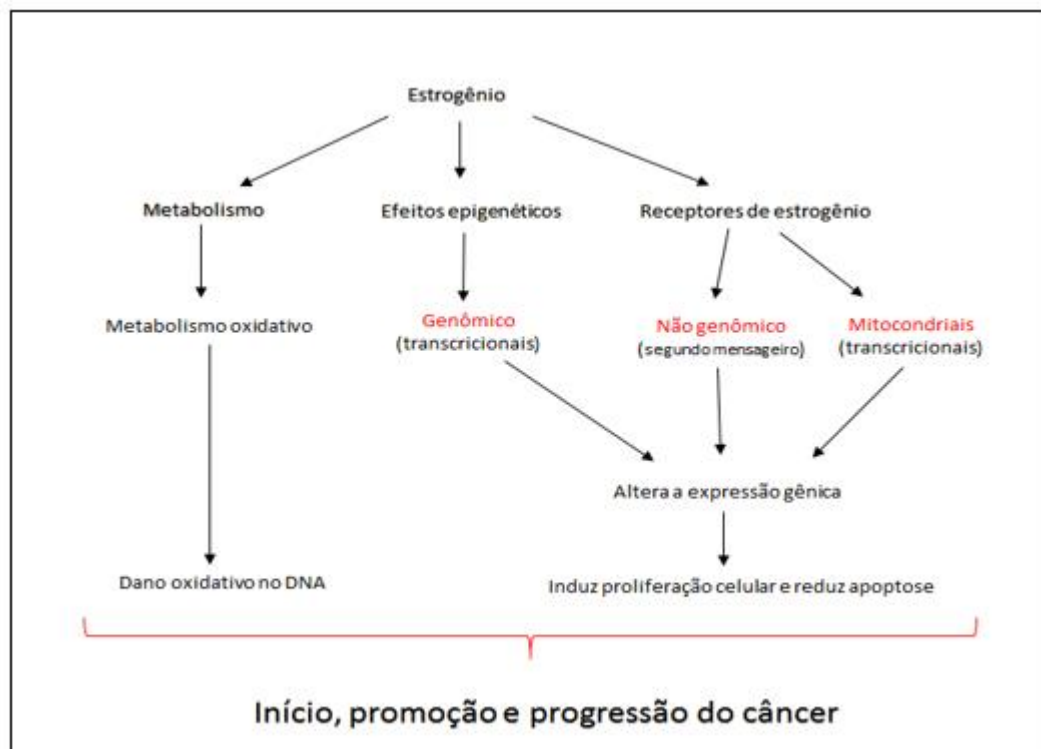 Estrogênio
Metabolismo
Efeitos epigenéticos
Receptores de estrogênio
Metabolismo oxidativo
Genômico
(transcricionais)
Não genômico
(segundo mensageiro)
Mitocondriais
(transcricionais)
Altera a expressão gênica
Dano oxidativo no DNA
Induz proliferação celular e reduz apoptose
Início, promoção e progressão do câncer